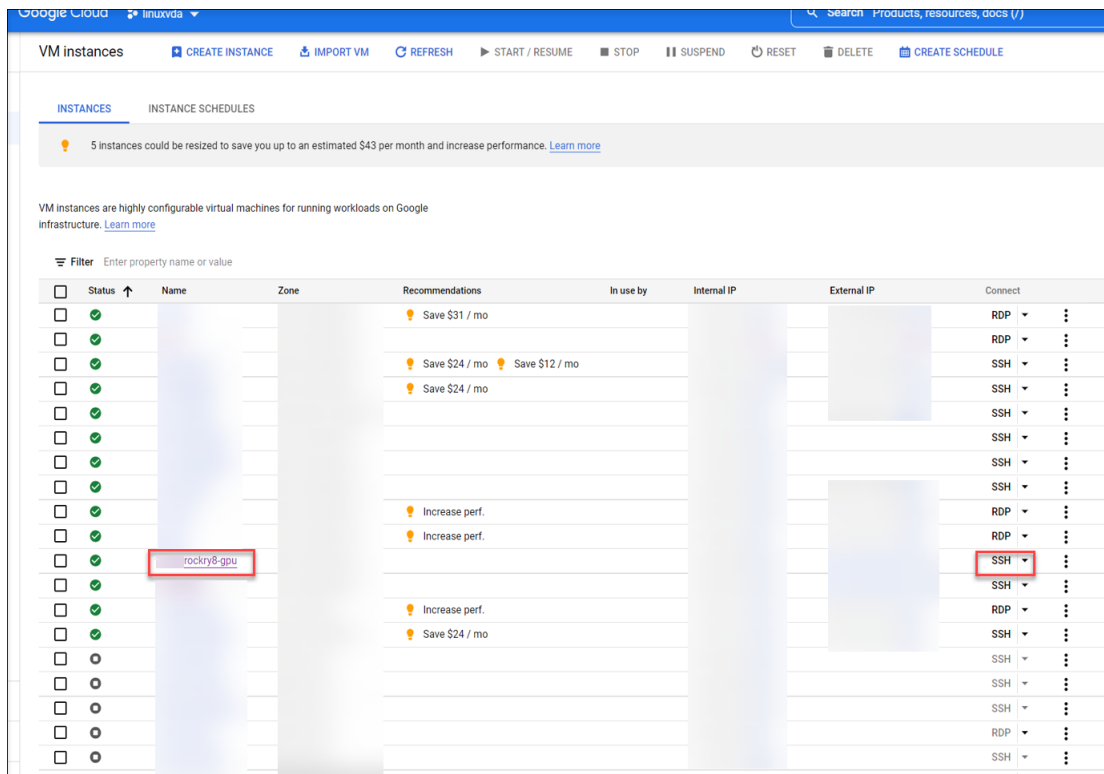 Google Cloud linuxvda Search Products, resources, docs (/)
VM instances CREATE INSTANCE IMPORT VM REFRESH START / RESUME STOP SUSPEND RESET DELETE CREATE SCHEDULE
INSTANCES INSTANCE SCHEDULES
5 instances could be resized to save you up to an estimated $43 per month and increase performance. Learn more
VM instances are highly configurable virtual machines for running workloads on Google
infrastructure. Learn more
Filter Enter property name or value
Status Name Zone Recommendations In use by Internal IP External IP Connect
Save $31 / mo RDP
RDP
Save $24 / mo Save $12 / mo SSH
Save $24 / mo SSH
SSH
SSH
SSH
SSH
Increase perf. RDP
Increase perf. RDP
rockry8-gpu SSH
SSH
Increase perf. RDP
Save $24 / mo SSH
SSH
SSH
SSH
RDP
SSH